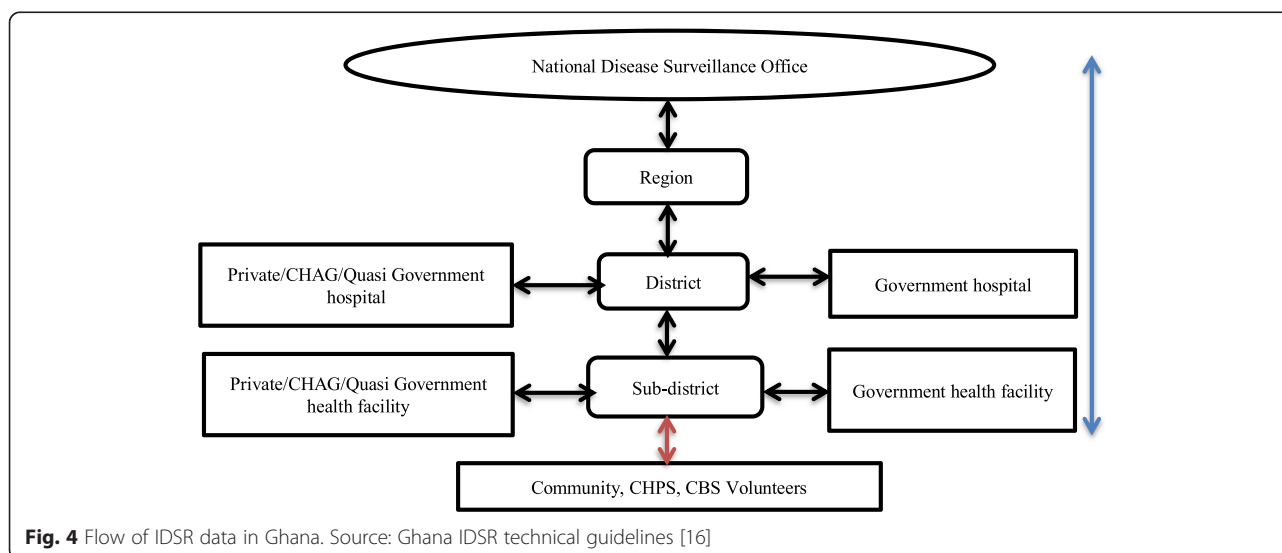 National Disease Surveillance Office
Region
Private/CHAG/Quasi Government
hospital
District
Government hospital
Private/CHAG/Quasi Government
health facility
Sub-district
Government health facility
Community, CHPS, CBS Volunteers
Fig. 4 Flow of IDSR data in Ghana. Source: Ghana IDSR technical guidelines [16]